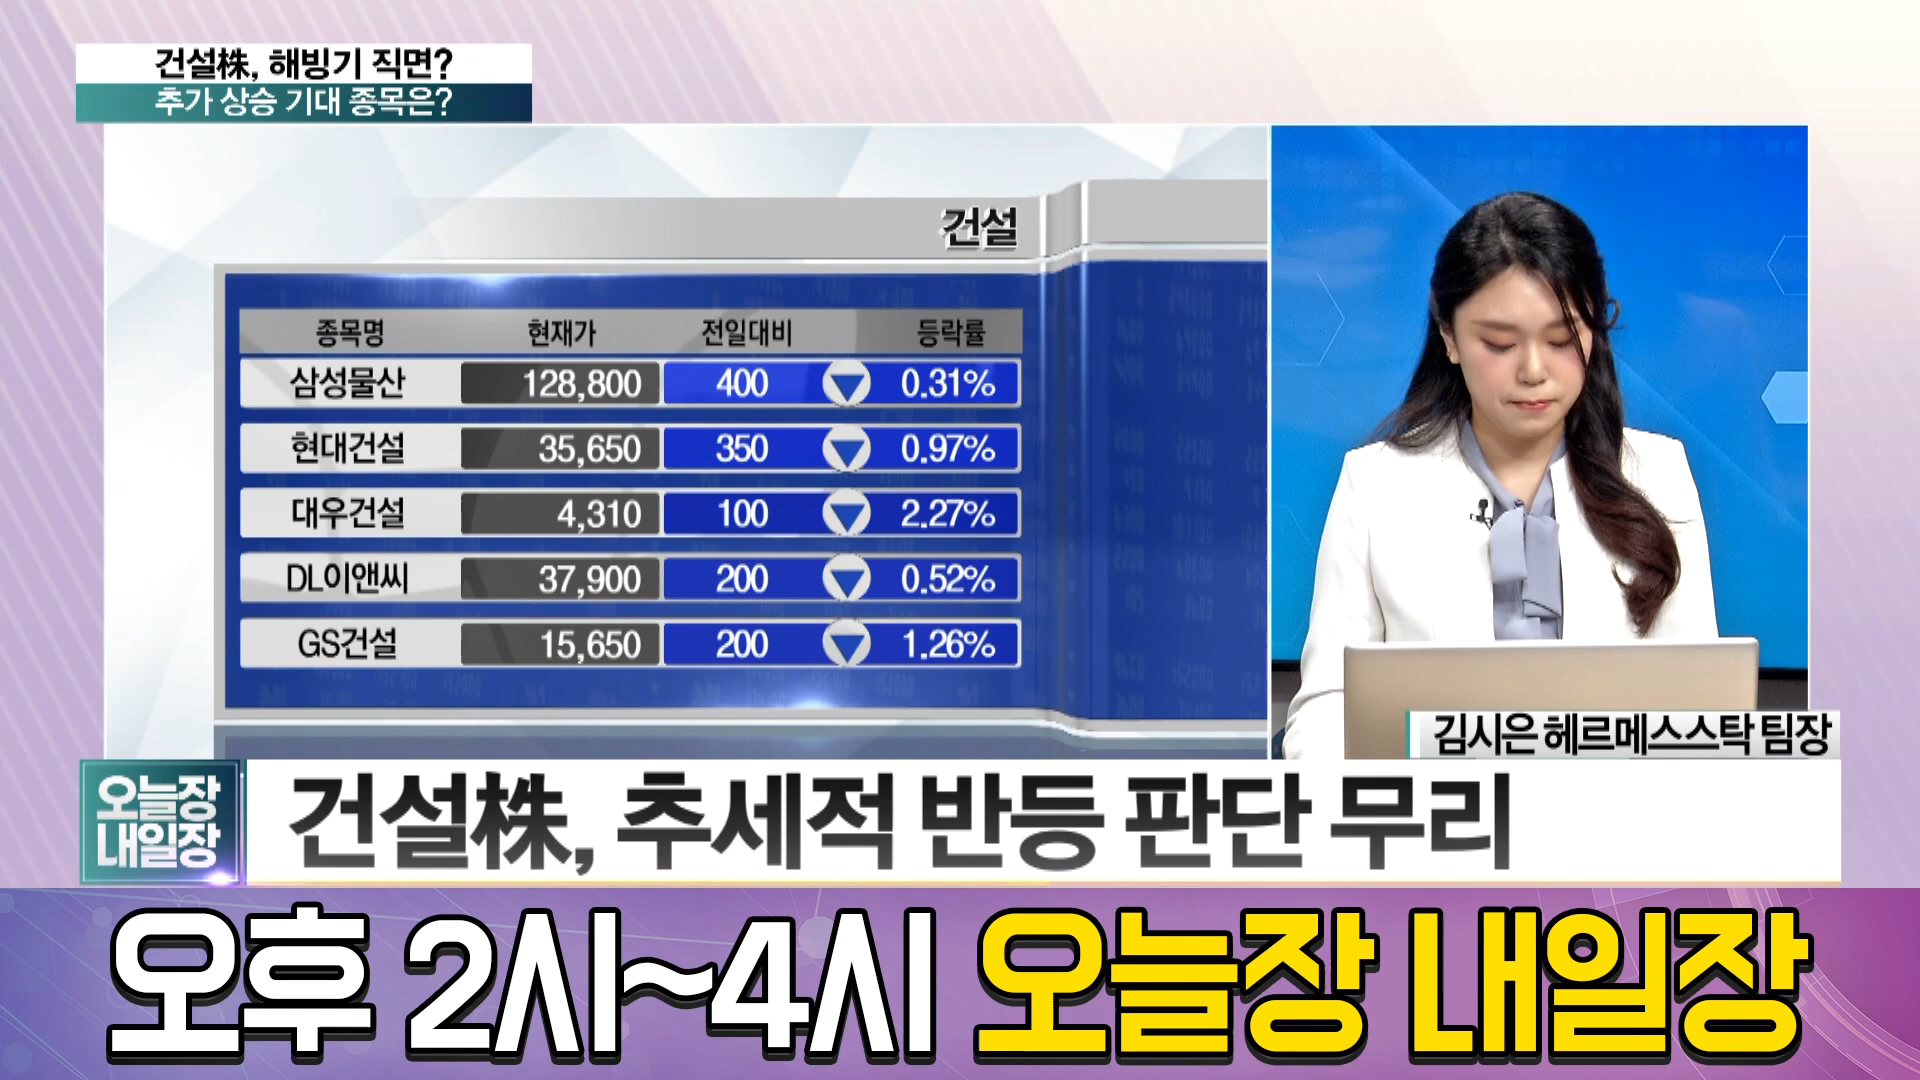 건설株, 해빙기 직면?
추가 상승 기대 종목은?
건설
종목명 현재가 전일대비 등락률
삼성물산 128,800 400 ▼ 0.31%
현대건설 35,650 350 ▼ 0.97%
대우건설 4,310 100 ▼ 2.27%
DL이앤씨 37,900 200 ▼ 0.52%
GS건설 15,650 200 ▼ 1.26%
김시은 헤르메스스탁 팀장
오늘장
내일장
건설株, 추세적 반등 판단 무리
오후 2시~4시 오늘장 내일장